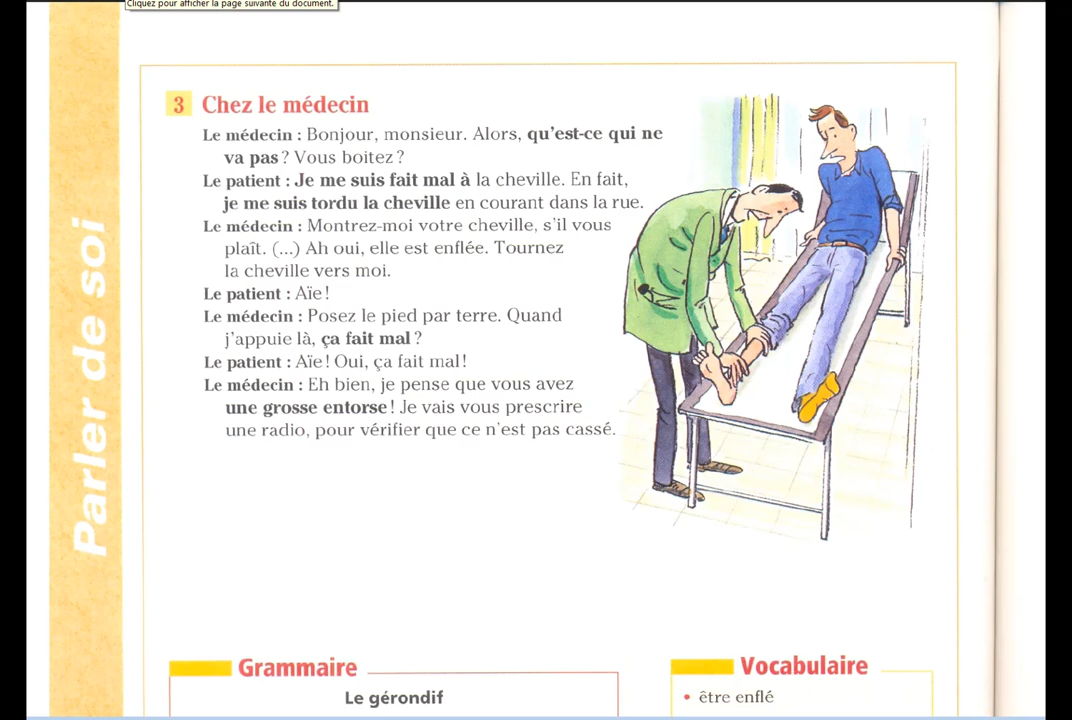 Cliquez pour afficher la page suivante du document.
Parler de soi
3 Chez le médecin
Le médecin : Bonjour, monsieur. Alors, qu'est-ce qui ne
va pas ? Vous boitez ?
Le patient : Je me suis fait mal à la cheville. En fait,
je me suis tordu la cheville en courant dans la rue.
Le médecin : Montrez-moi votre cheville, s'il vous
plaît. (...) Ah oui, elle est enflée. Tournez
la cheville vers moi.
Le patient : Aïe !
Le médecin : Posez le pied par terre. Quand
j'appuie là, ça fait mal ?
Le patient : Aïe ! Oui, ça fait mal !
Le médecin : Eh bien, je pense que vous avez
une grosse entorse ! Je vais vous prescrire
une radio, pour vérifier que ce n'est pas cassé.
Grammaire
Le gérondif
Vocabulaire
• être enflé